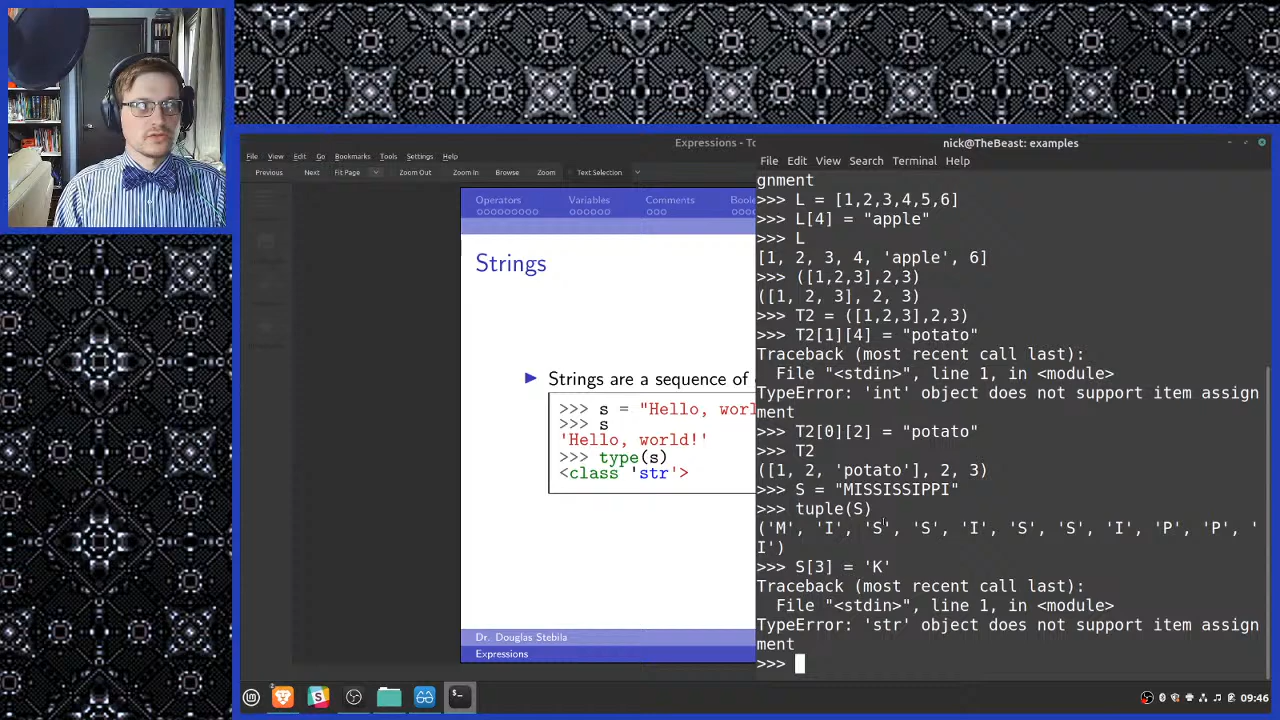 Expressions - To
nick@TheBeast: examples
File Edit View Go Bookmarks Tools Settings Help
Previous Next Fit Page Zoom Out Zoom In Browse Zoom Text Selection
Operators Variables Comments Boole
Strings
Strings are a sequence of
>>> s = "Hello, worl
>>> s
'Hello, world!'
>>> type(s)
<class 'str'>
Dr. Douglas Stebila
Expressions
File Edit View Search Terminal Help
gnment
>>> L = [1,2,3,4,5,6]
>>> L[4] = "apple"
>>> L
[1, 2, 3, 4, 'apple', 6]
>>> ([1,2,3],2,3)
([1, 2, 3], 2, 3)
>>> T2 = ([1,2,3],2,3)
>>> T2[1][4] = "potato"
Traceback (most recent call last):
File "<stdin>", line 1, in <module>
TypeError: 'int' object does not support item assign
ment
>>> T2[0][2] = "potato"
>>> T2
([1, 2, 'potato'], 2, 3)
>>> S = "MISSISSIPPI"
>>> tuple(S)
('M', 'I', 'S', 'S', 'I', 'S', 'S', 'I', 'P', 'P', '
I')
>>> S[3] = 'K'
Traceback (most recent call last):
File "<stdin>", line 1, in <module>
TypeError: 'str' object does not support item assign
ment
>>>
09:46